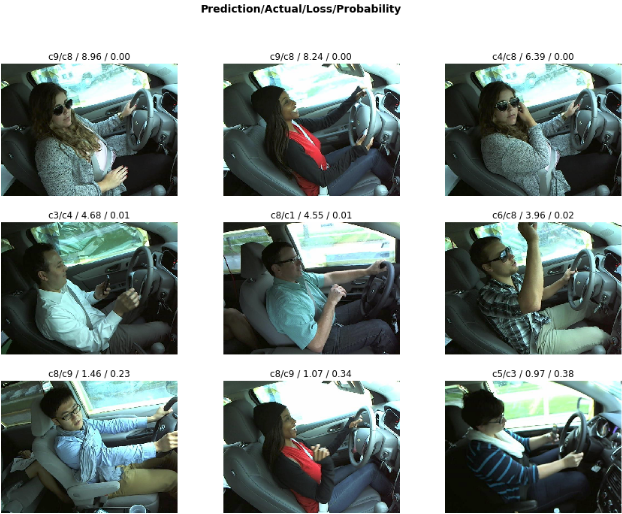 Prediction/Actual/Loss/Probability
c9/c8 / 8.96 / 0.00
c9/c8 / 8.24 / 0.00
c4/c8 / 6.39 / 0.00
c3/c4 / 4.68 / 0.01
c8/c1 / 4.55 / 0.01
c6/c8 / 3.96 / 0.02
c8/c9 / 1.46 / 0.23
c8/c9 / 1.07 / 0.34
c5/c3 / 0.97 / 0.38